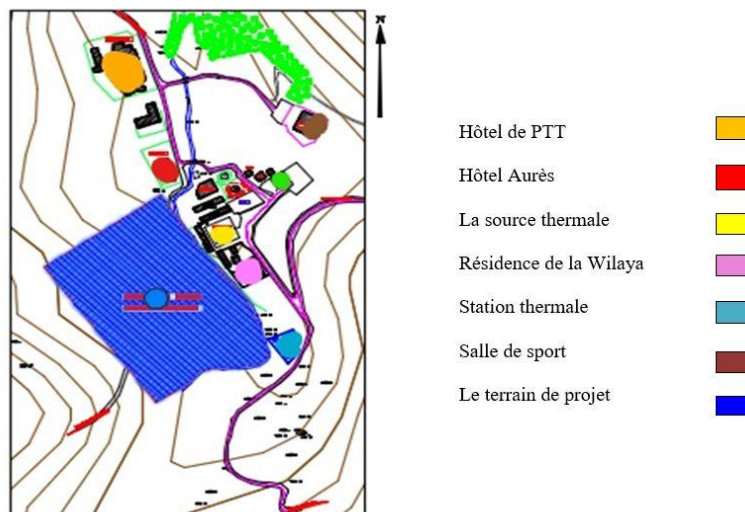 N
Hôtel de PTT
Hôtel Aurès
La source thermale
Résidence de la Wilaya
Station thermale
Salle de sport
Le terrain de projet